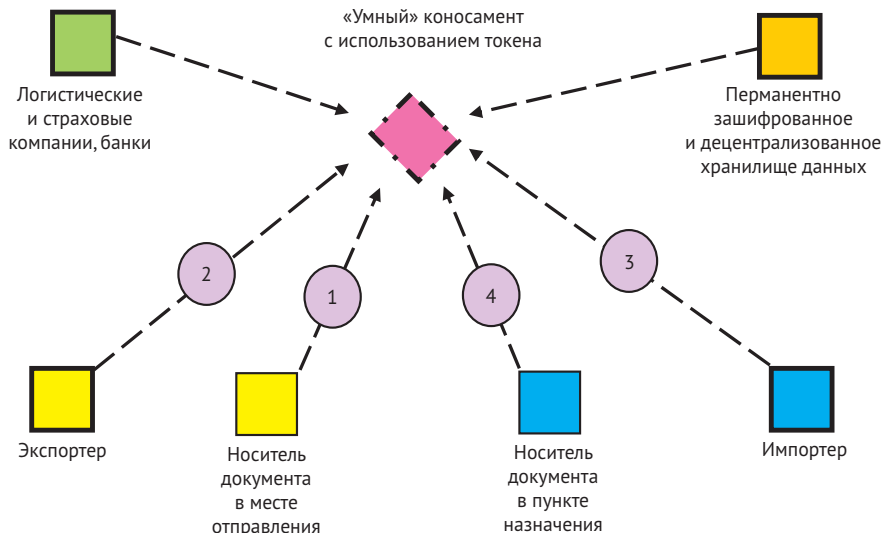 «Умный» коносамент
с использованием токена
Логистические
и страховые
компании, банки
Перманентно
зашифрованное
и децентрализованное
хранилище данных
2
1
4
3
Экспортер
Носитель
документа
в месте
отправления
Носитель
документа
в пункте
назначения
Импортер